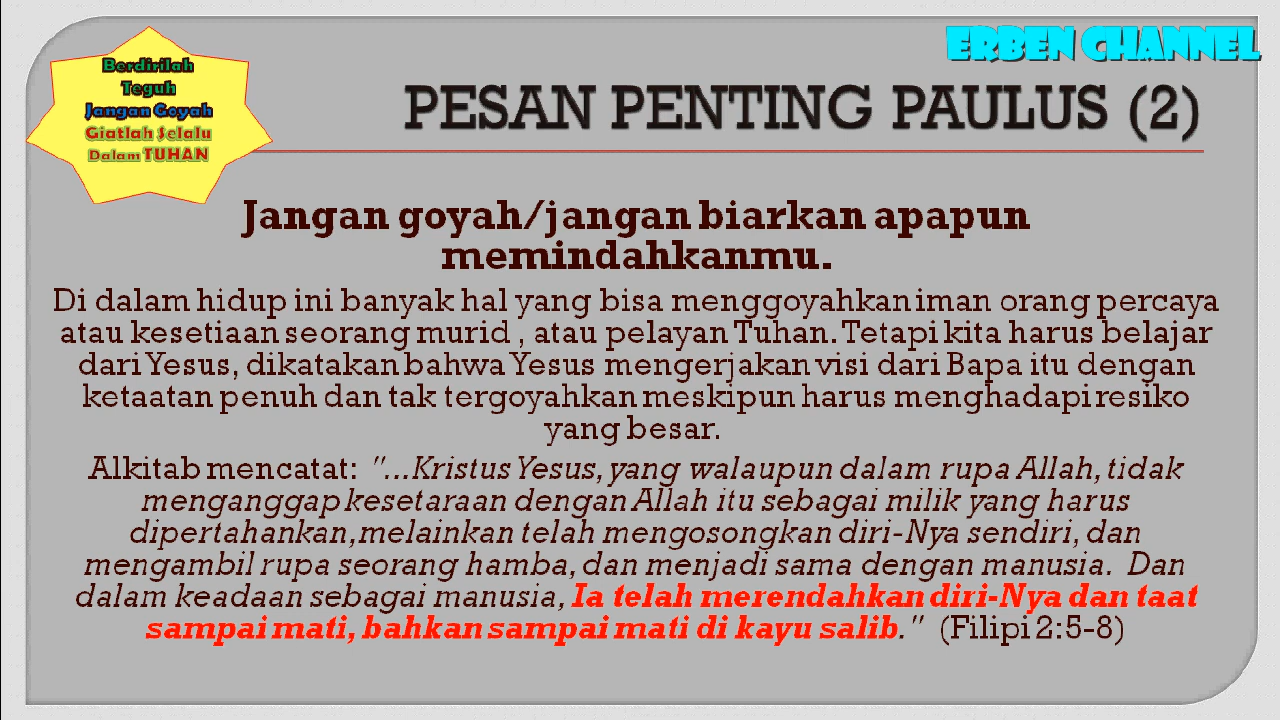 ERBEN CHANNEL
Berdirilah
Teguh
Jangan Goyah
Giatlah Selalu
Dalam TUHAN
PESAN PENTING PAULUS (2)
Jangan goyah/jangan biarkan apapun
memindahkanmu.
Di dalam hidup ini banyak hal yang bisa menggoyahkan iman orang percaya
atau kesetiaan seorang murid , atau pelayan Tuhan. Tetapi kita harus belajar
dari Yesus, dikatakan bahwa Yesus mengerjakan visi dari Bapa itu dengan
ketaatan penuh dan tak tergoyahkan meskipun harus menghadapi resiko
yang besar.
Alkitab mencatat: "...Kristus Yesus, yang walaupun dalam rupa Allah, tidak
menganggap kesetaraan dengan Allah itu sebagai milik yang harus
dipertahankan,melainkan telah mengosongkan diri-Nya sendiri, dan
mengambil rupa seorang hamba, dan menjadi sama dengan manusia. Dan
dalam keadaan sebagai manusia, Ia telah merendahkan diri-Nya dan taat
sampai mati, bahkan sampai mati di kayu salib." (Filipi 2:5-8)